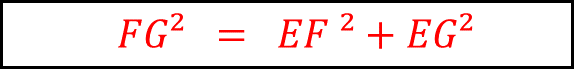 FG² = EF ² + EG²